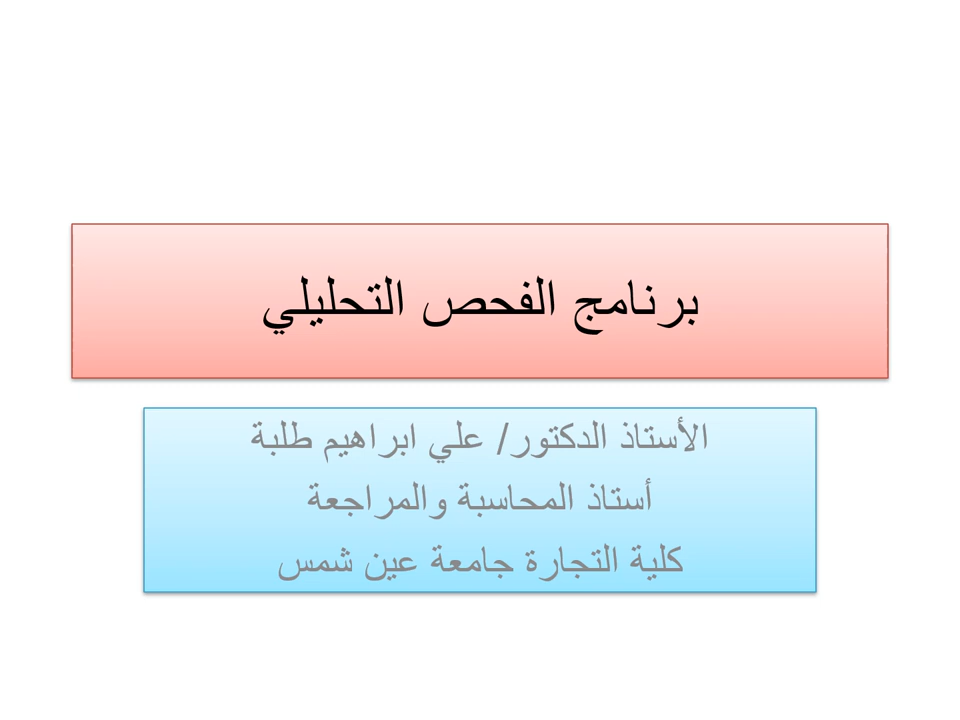 برنامج الفحص التحليلي
الأستاذ الدكتور/ علي ابراهيم طلبة
أستاذ المحاسبة والمراجعة
كلية التجارة جامعة عين شمس